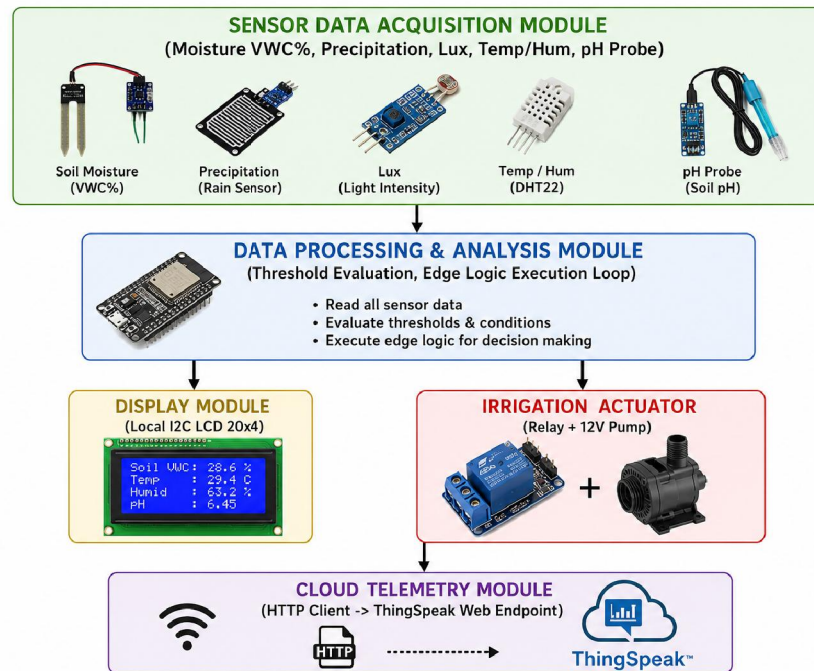 SENSOR DATA ACQUISITION MODULE
(Moisture VWC%, Precipitation, Lux, Temp/Hum, pH Probe)
Soil Moisture
(VWC%)
Precipitation
(Rain Sensor)
Lux
(Light Intensity)
Temp / Hum
(DHT22)
pH Probe
(Soil pH)
DATA PROCESSING & ANALYSIS MODULE
(Threshold Evaluation, Edge Logic Execution Loop)
• Read all sensor data
• Evaluate thresholds & conditions
• Execute edge logic for decision making
DISPLAY MODULE
(Local I2C LCD 20x4)
Soil VWC: 28.6 %
Temp : 29.4 C
Humid : 63.2 %
pH : 6.45
IRRIGATION ACTUATOR
(Relay + 12V Pump)
+
CLOUD TELEMETRY MODULE
(HTTP Client -> ThingSpeak Web Endpoint)
HTTP
ThingSpeak™